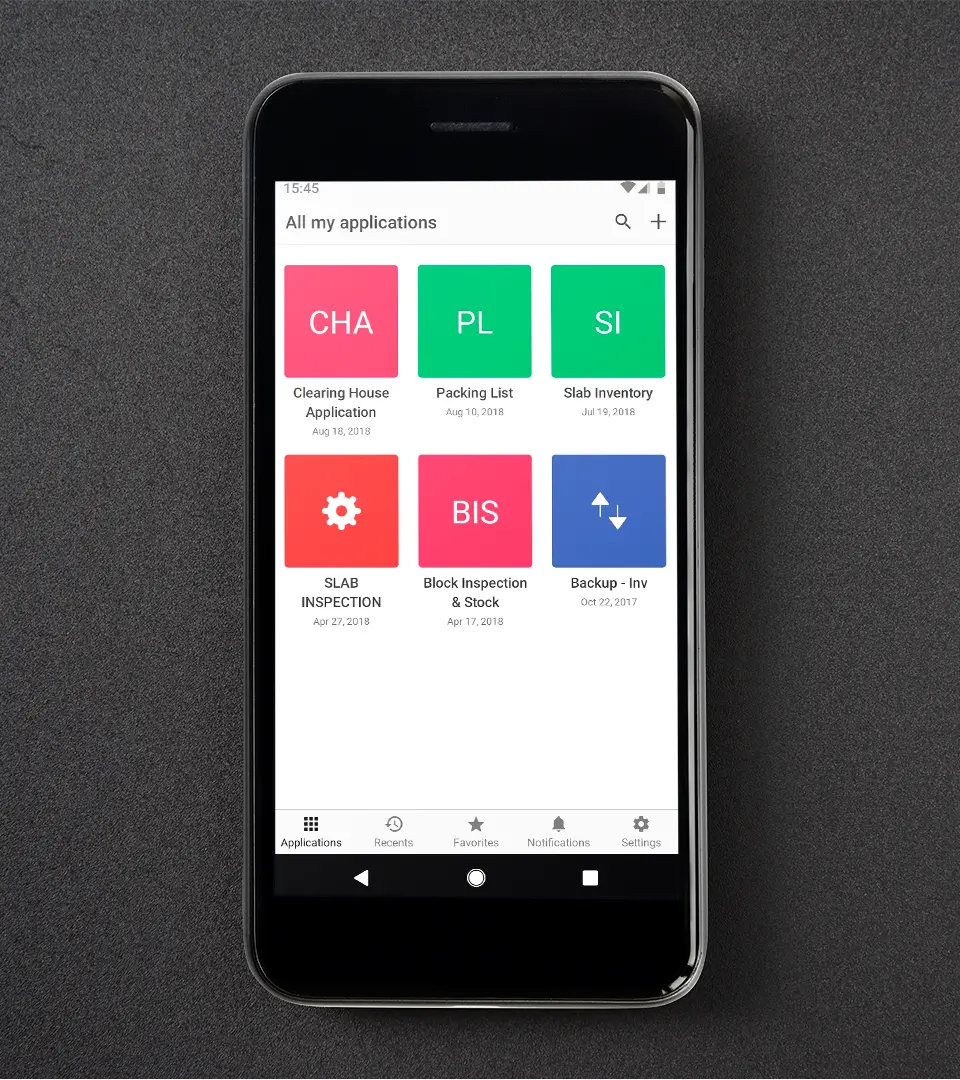 15:45
All my applications
CHA
PL
SI
Clearing House
Application
Aug 18, 2018
Packing List
Aug 10, 2018
Slab Inventory
Jul 19, 2018
BIS
SLAB
INSPECTION
Apr 27, 2018
Block Inspection
& Stock
Apr 17, 2018
Backup - Inv
Oct 22, 2017
Applications
Recents
Favorites
Notifications
Settings